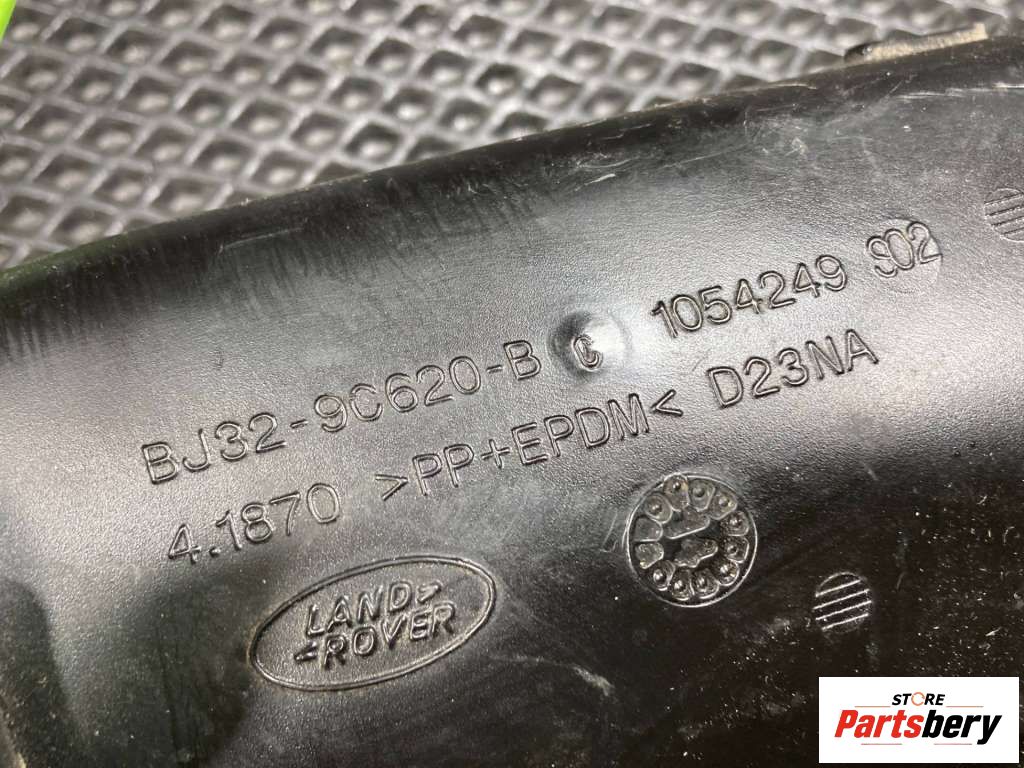 BJ32-9C620-B C 1054249 S02
4.1870 >PP+EPDM< D23NA
LAND
ROVER
STORE
Partsbery